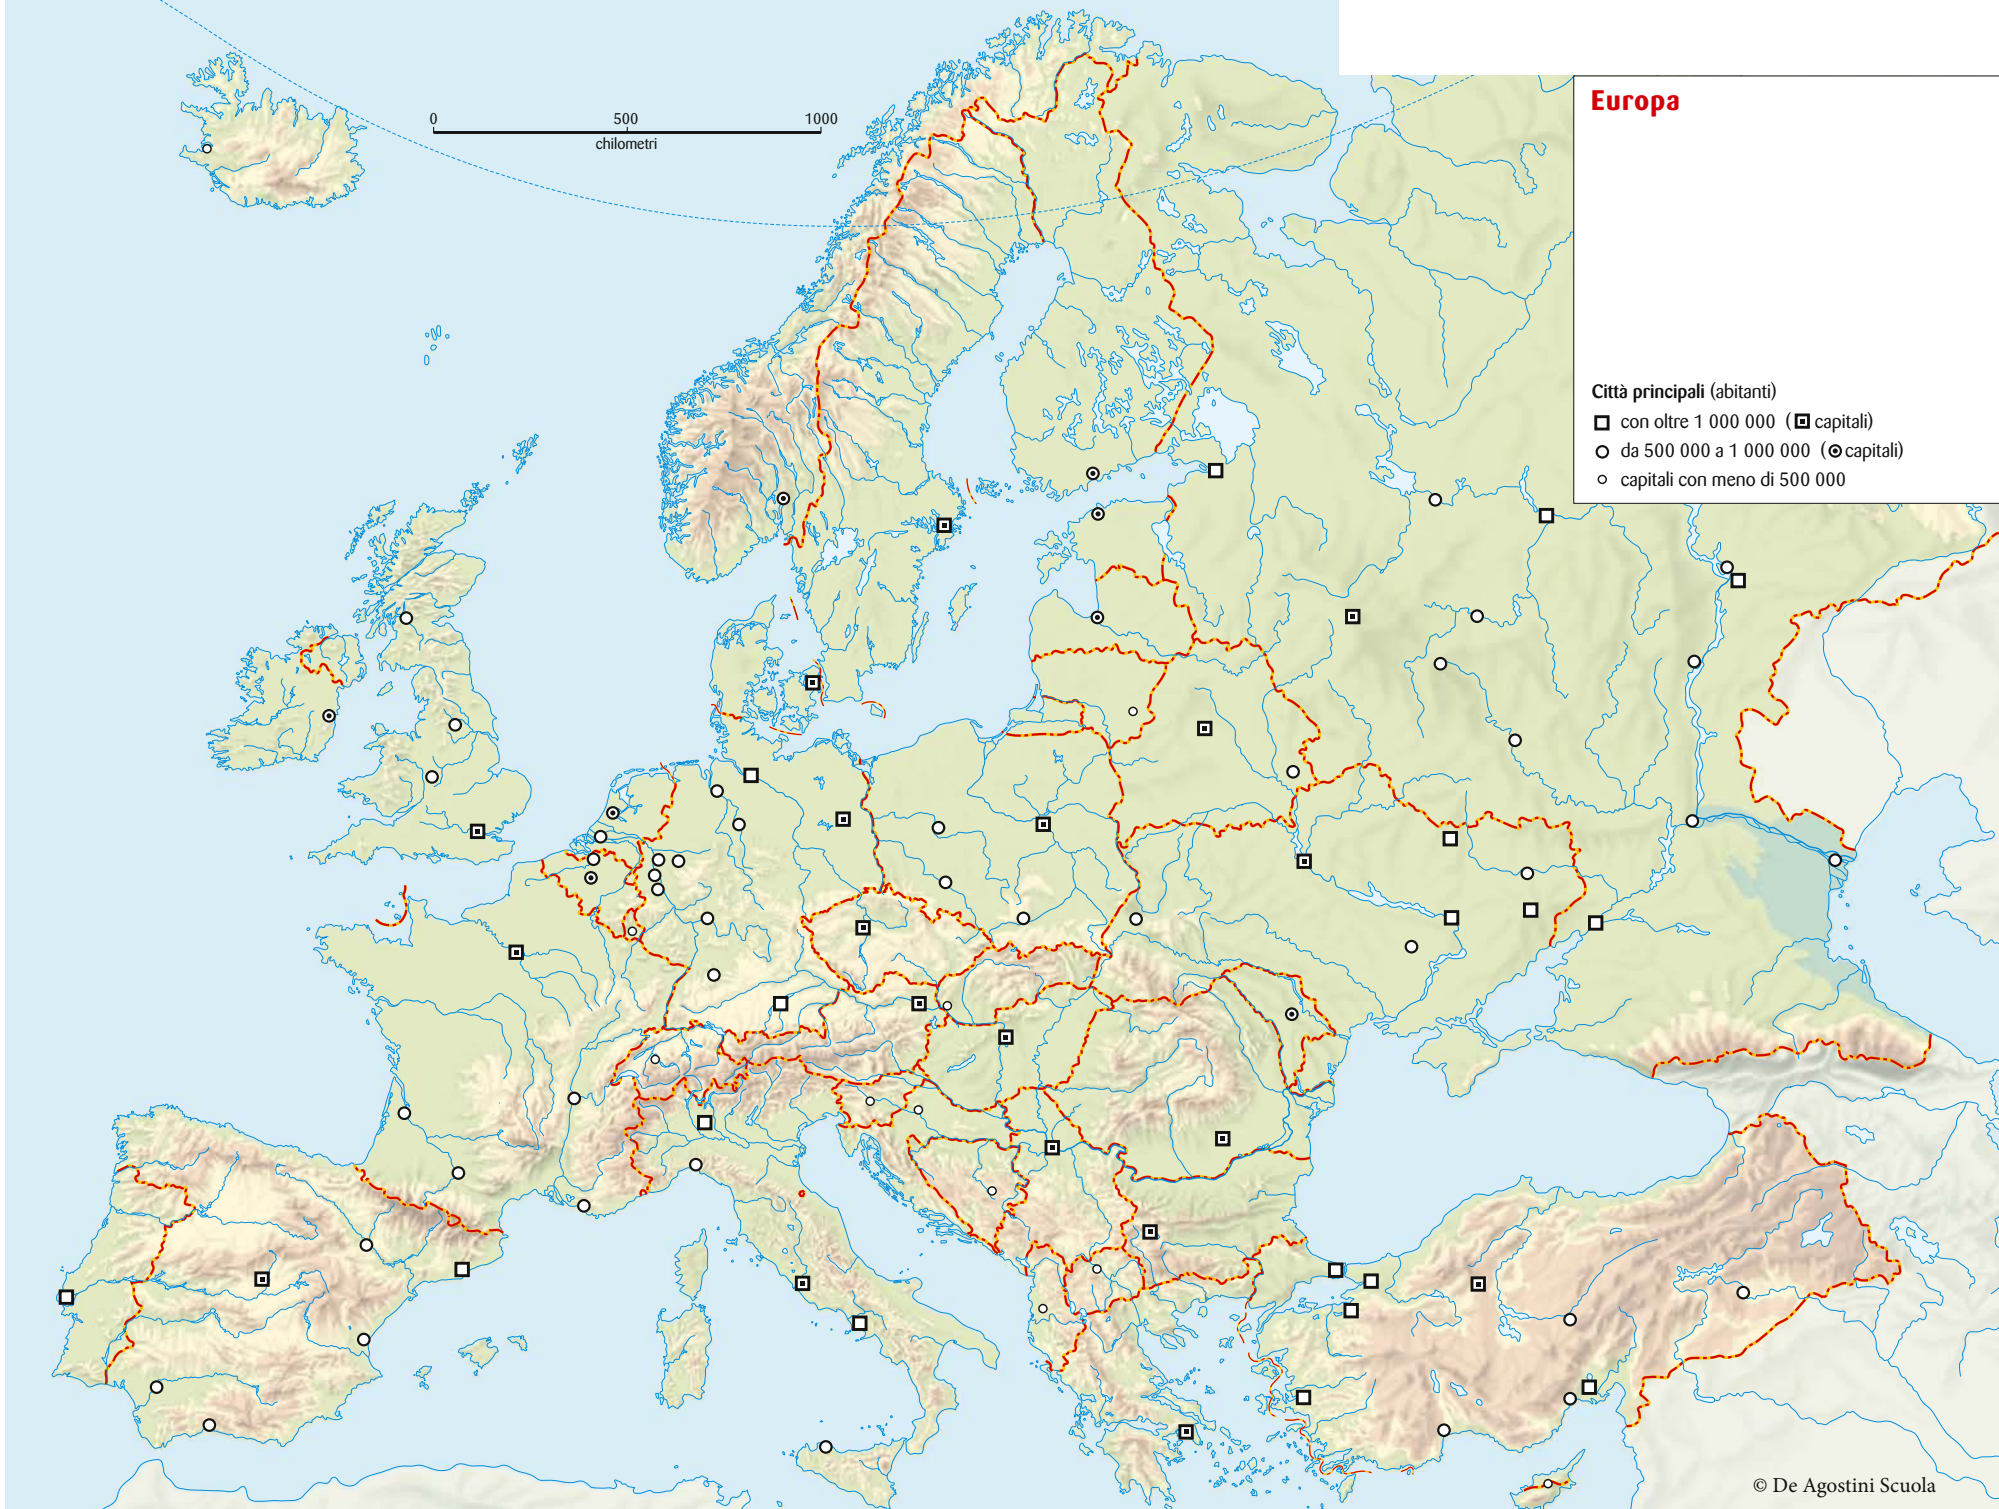 Europa
0 500 1000
chilometri
Città principali (abitanti)
con oltre 1 000 000 ( capitali)
da 500 000 a 1 000 000 ( capitali)
capitali con meno di 500 000
© De Agostini Scuola